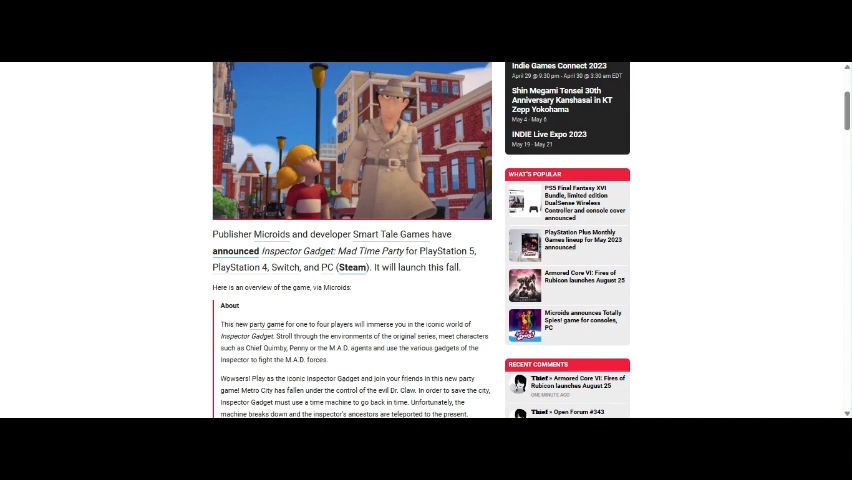 Publisher Microids and developer Smart Tale Games have
announced Inspector Gadget: Mad Time Party for PlayStation 5,
PlayStation 4, Switch, and PC (Steam). It will launch this fall.
Here is an overview of the game, via Microids:
About
This new party game for one to four players will immerse you in the iconic world of
Inspector Gadget. Stroll through the environments of the original series, meet characters
such as Chief Quimby, Penny or the M.A.D. agents and use the various gadgets of the
Inspector to fight the M.A.D. forces.
Wowsers! Play as the iconic Inspector Gadget and join your friends in this new party
game! Metro City has fallen under the control of the evil Dr. Claw. In order to save the city,
Inspector Gadget must use a time machine to go back in time. Unfortunately, the
machine breaks down and the inspector's ancestors are teleported to the present.
Indie Games Connect 2023
April 29 @ 9:30 pm - April 30 @ 3:30 am EDT
Shin Megami Tensei 30th
Anniversary Kanshasai in KT
Zepp Yokohama
May 4 - May 6
INDIE Live Expo 2023
May 19 - May 21
WHAT'S POPULAR
PS5 Final Fantasy XVI
Bundle, limited edition
DualSense Wireless
Controller and console cover
announced
PlayStation Plus Monthly
Games lineup for May 2023
announced
Armored Core VI: Fires of
Rubicon launches August 25
Microids announces Totally
Spies! game for consoles,
PC
RECENT COMMENTS
Thief » Armored Core VI: Fires of
Rubicon launches August 25
ONE MINUTE AGO
Thief » Open Forum #343